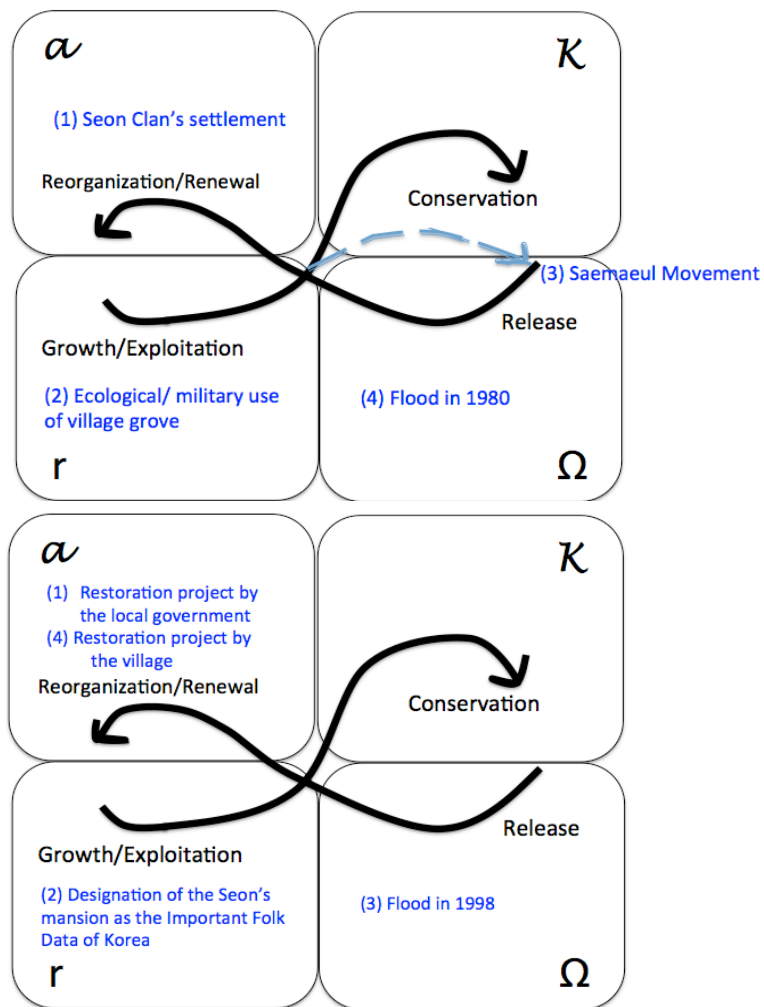 α
K
(1) Seon Clan's settlement
Reorganization/Renewal
Conservation
(3) Saemaeul Movement
Release
Growth/Exploitation
(2) Ecological/ military use
of village grove
(4) Flood in 1980
r
Ω
α
K
(1) Restoration project by
the local government
(4) Restoration project by
the village
Reorganization/Renewal
Conservation
Release
Growth/Exploitation
(2) Designation of the Seon's
mansion as the Important Folk
Data of Korea
(3) Flood in 1998
r
Ω